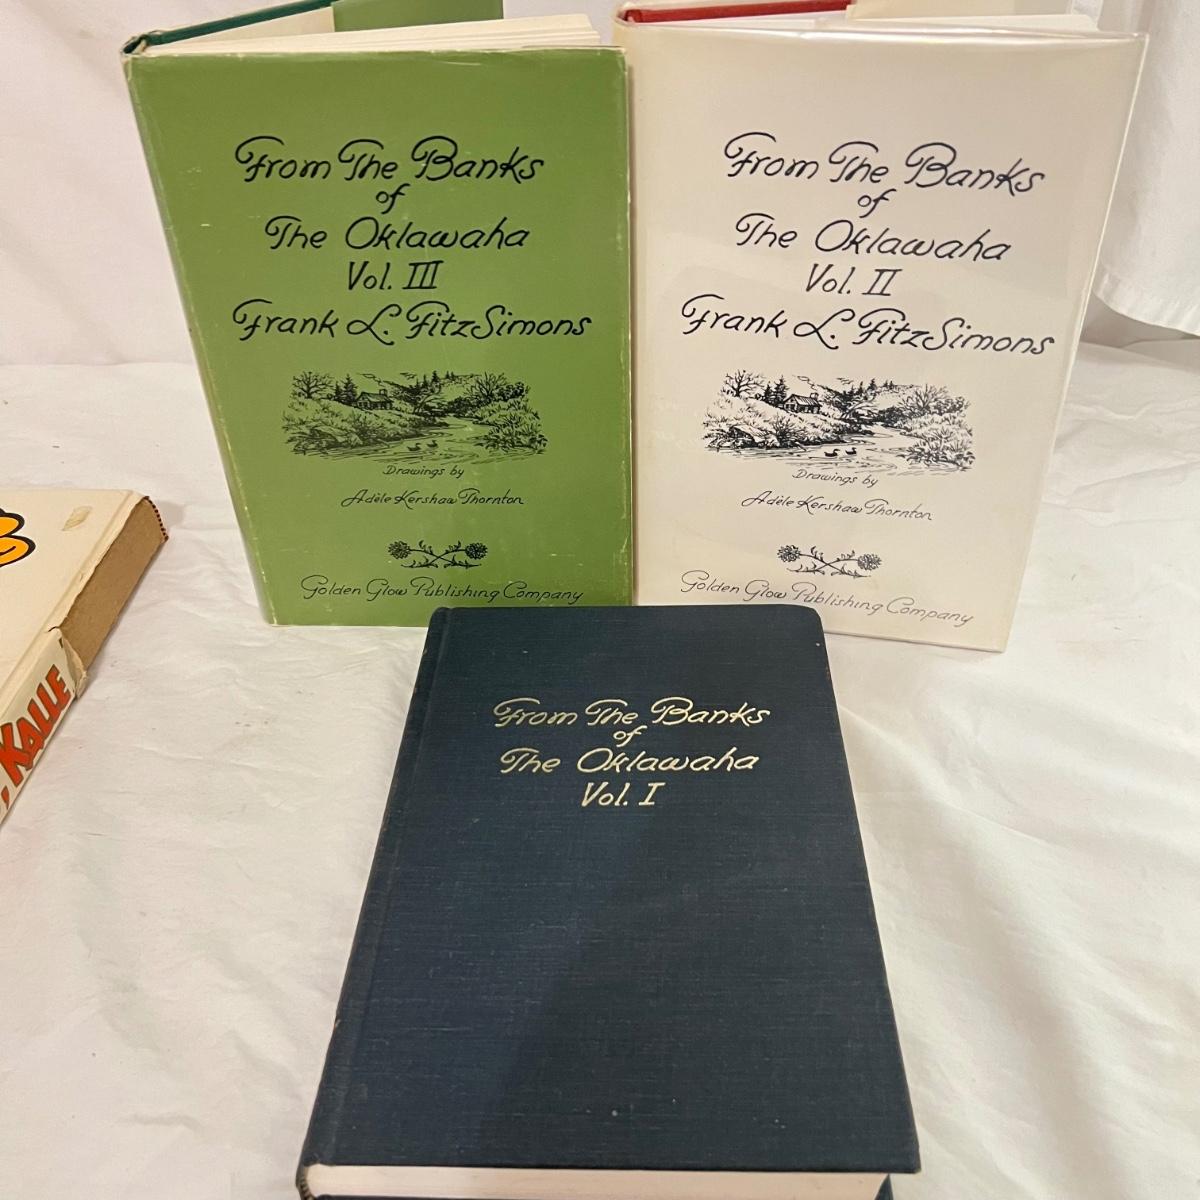 From The Banks
of
The Oklawaha
Vol. III
Frank L. FitzSimons
Drawings by
Adèle Kershaw Thornton
Golden Glow Publishing Company
From The Banks
of
The Oklawaha
Vol. II
Frank L. FitzSimons
Drawings by
Adèle Kershaw Thornton
Golden Glow Publishing Company
From The Banks
of
The Oklawaha
Vol. I
KALLE